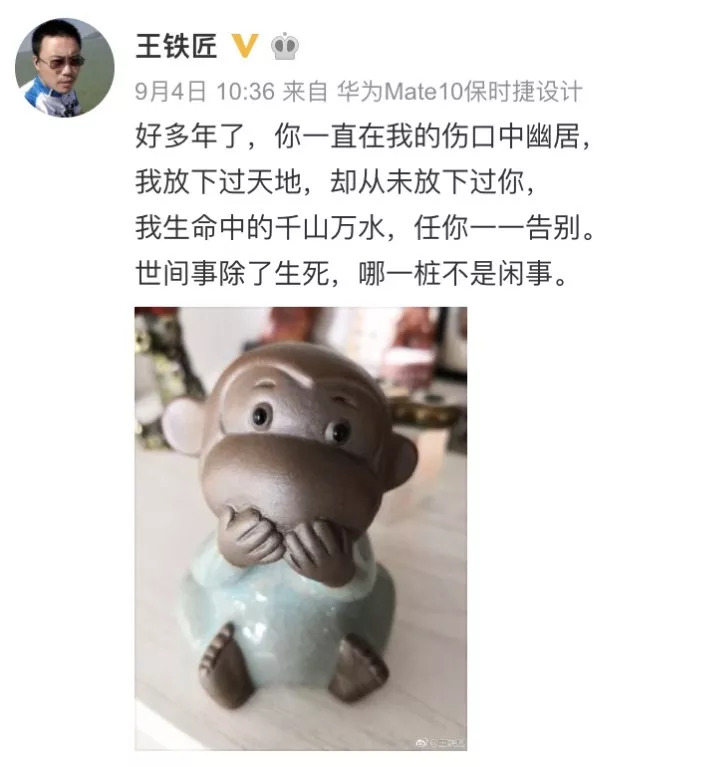 王铁匠
9月4日 10:36 来自 华为Mate10保时捷设计
好多年了，你一直在我的伤口中幽居，
我放下过天地，却从未放下过你，
我生命中的千山万水，任你一一告别。
世间事除了生死，哪一桩不是闲事。